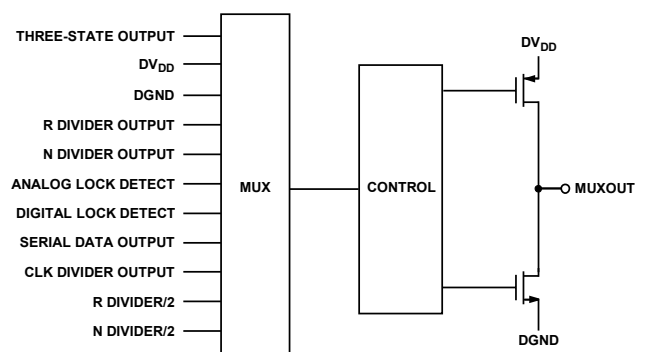 THREE-STATE OUTPUT
DVDD
DGND
R DIVIDER OUTPUT
N DIVIDER OUTPUT
ANALOG LOCK DETECT
DIGITAL LOCK DETECT
SERIAL DATA OUTPUT
CLK DIVIDER OUTPUT
R DIVIDER/2
N DIVIDER/2
MUX
CONTROL
DVDD
MUXOUT
DGND